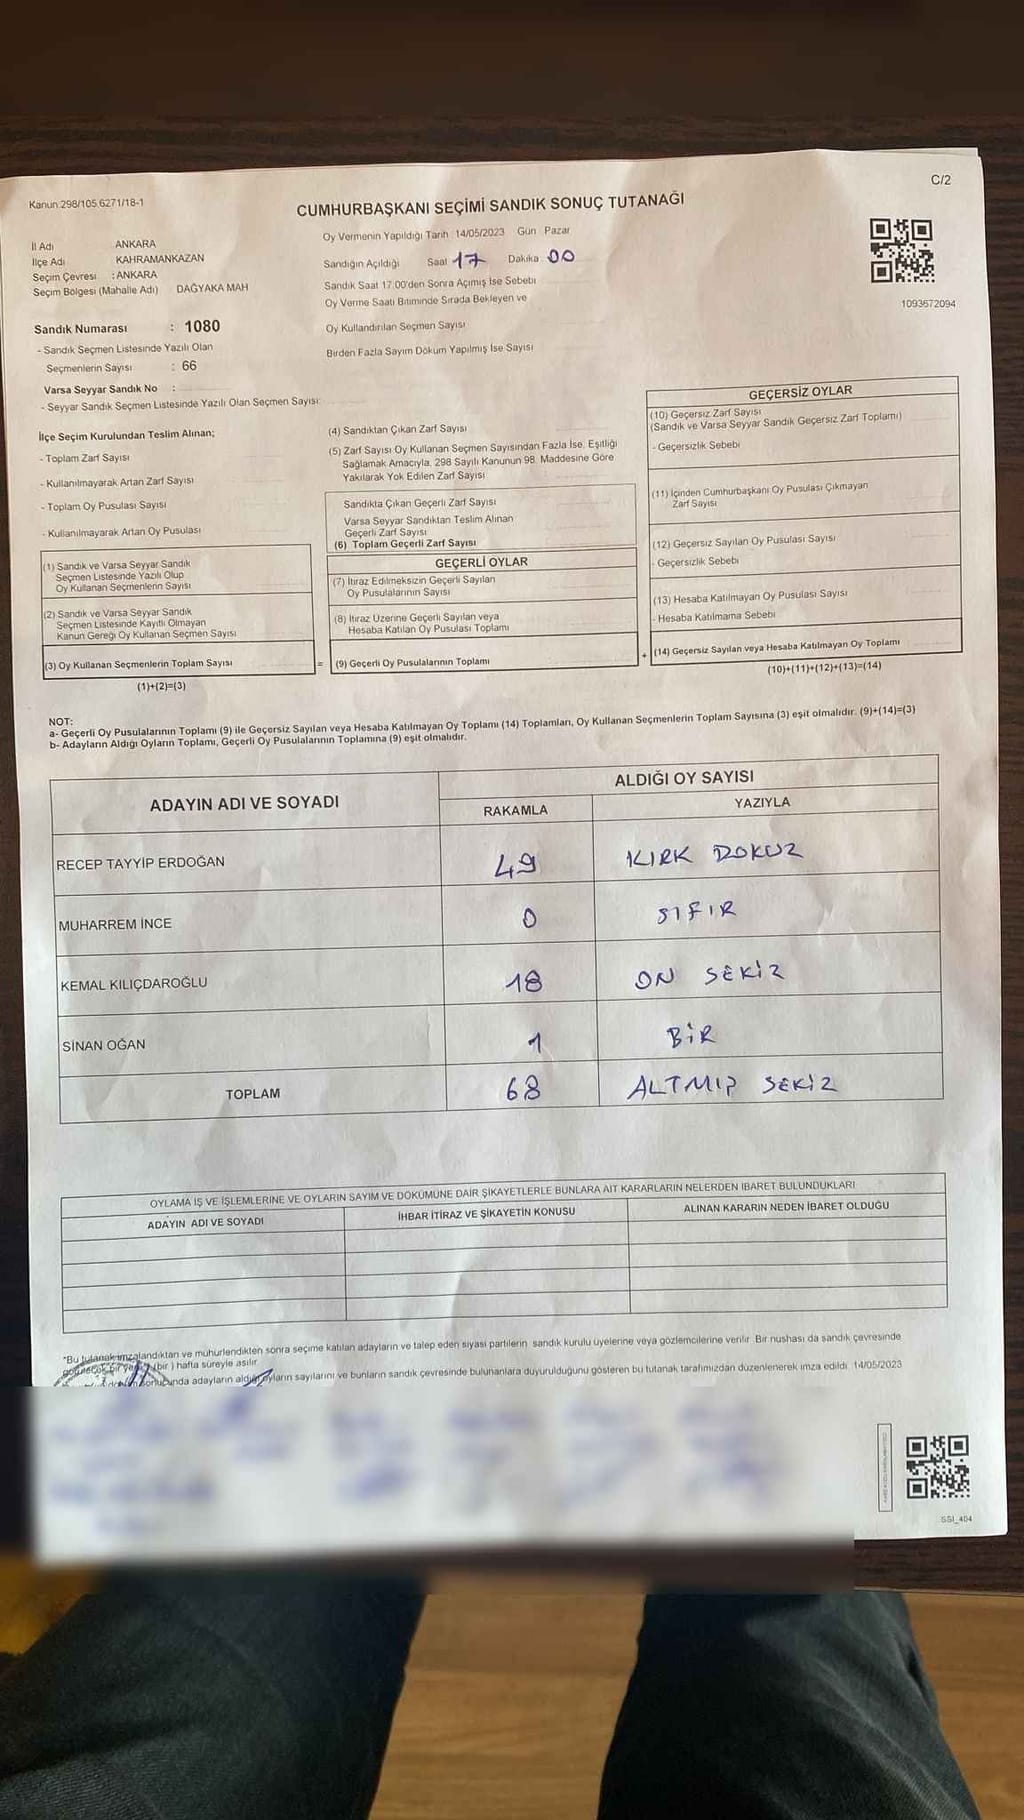 C/2
Kanun 298/105 6271/18-1
CUMHURBAŞKANI SEÇİMİ SANDIK SONUÇ TUTANAĞI
İl Adı ANKARA
İlçe Adı KAHRAMANKAZAN
Seçim Çevresi : ANKARA
Seçim Bölgesi (Mahalle Adı) DAĞYAKA MAH
Oy Vermenin Yapıldığı Tarih 14/05/2023 Gün Pazar
Sandığın Açıldığı Saat 17 Dakika 00
Sandık Saat 17.00'den Sonra Açımış İse Sebebi
Oy Verme Saati Bitiminde Sırada Bekleyen ve
Oy Kullandırılan Seçmen Sayısı
Birden Fazla Sayım Döküm Yapılmış İse Sayısı
1093672094
Sandık Numarası : 1080
- Sandık Seçmen Listesinde Yazılı Olan
Seçmenlerin Sayısı : 66
Varsa Seyyar Sandık No :
- Seyyar Sandık Seçmen Listesinde Yazılı Olan Seçmen Sayısı:
İlçe Seçim Kurulundan Teslim Alınan;
- Toplam Zarf Sayısı
- Kullanılmayarak Artan Zarf Sayısı
- Toplam Oy Pusulası Sayısı
- Kullanılmayarak Artan Oy Pusulası
(1) Sandık ve Varsa Seyyar Sandık
Seçmen Listesinde Yazılı Olup
Oy Kullanan Seçmenlerin Sayısı
(2) Sandık ve Varsa Seyyar Sandık
Seçmen Listesinde Kayıtlı Olmayan
Kanun Gereği Oy Kullanan Seçmen Sayısı
(3) Oy Kullanan Seçmenlerin Toplam Sayısı
(1)+(2)=(3)
(4) Sandıktan Çıkan Zarf Sayısı
(5) Zarf Sayısı Oy Kullanan Seçmen Sayısından Fazla İse, Eşitliği
Sağlamak Amacıyla, 298 Sayılı Kanunun 98. Maddesine Göre
Yakılarak Yok Edilen Zarf Sayısı
Sandıkta Çıkan Geçerli Zarf Sayısı
Varsa Seyyar Sandıktan Teslim Alınan
Geçerli Zarf Sayısı
(6) Toplam Geçerli Zarf Sayısı
GEÇERLİ OYLAR
(7) İtiraz Edilmeksizin Geçerli Sayılan
Oy Pusulalarının Sayısı
(8) İtiraz Üzerine Geçerli Sayılan veya
Hesaba Katılan Oy Pusulası Toplamı
= (9) Geçerli Oy Pusulalarının Toplamı
GEÇERSİZ OYLAR
(10) Geçersiz Zarf Sayısı
(Sandık ve Varsa Seyyar Sandık Geçersiz Zarf Toplamı)
- Geçersizlik Sebebi
(11) İçinden Cumhurbaşkanı Oy Pusulası Çıkmayan
Zarf Sayısı
(12) Geçersiz Sayılan Oy Pusulası Sayısı
- Geçersizlik Sebebi
(13) Hesaba Katılmayan Oy Pusulası Sayısı
- Hesaba Katılmama Sebebi
+ (14) Geçersiz Sayılan veya Hesaba Katılmayan Oy Toplamı
(10)+(11)+(12)+(13)=(14)
NOT:
a- Geçerli Oy Pusulalarının Toplamı (9) ile Geçersiz Sayılan veya Hesaba Katılmayan Oy Toplamı (14) Toplamları, Oy Kullanan Seçmenlerin Toplam Sayısına (3) eşit olmalıdır. (9)+(14)=(3)
b- Adayların Aldığı Oyların Toplamı, Geçerli Oy Pusulalarının Toplamına (9) eşit olmalıdır.
ADAYIN ADI VE SOYADI ALDIĞI OY SAYISI
RAKAMLA YAZIYLA
RECEP TAYYİP ERDOĞAN 49 KIRK DOKUZ
MUHARREM İNCE 0 SIFIR
KEMAL KILIÇDAROĞLU 18 ON SEKİZ
SİNAN OĞAN 1 BİR
TOPLAM 68 ALTMIŞ SEKİZ
OYLAMA İŞ VE İŞLEMLERİNE VE OYLARIN SAYIM VE DÖKÜMÜNE DAİR ŞİKAYETLERLE BUNLARA AİT KARARLARIN NELERDEN İBARET BULUNDUKLARI
ADAYIN ADI VE SOYADI İHBAR İTİRAZ VE ŞİKAYETİN KONUSU ALINAN KARARIN NEDEN İBARET OLDUĞU
*Bu tutanak imzalandıktan ve mühürlendikten sonra seçime katılan adayların ve talep eden siyasi partilerin sandık kurulu üyelerine veya gözlemcilerine verilir Bir nushası da sandık çevresinde
(bir ) hafta süreyle asılır
sonucunda adayların aldığı oyların sayılarını ve bunların sandık çevresinde bulunanlara duyurulduğunu gösteren bu tutanak tarafımızdan düzenlenerek imza edildi 14/05/2023
SSI_404